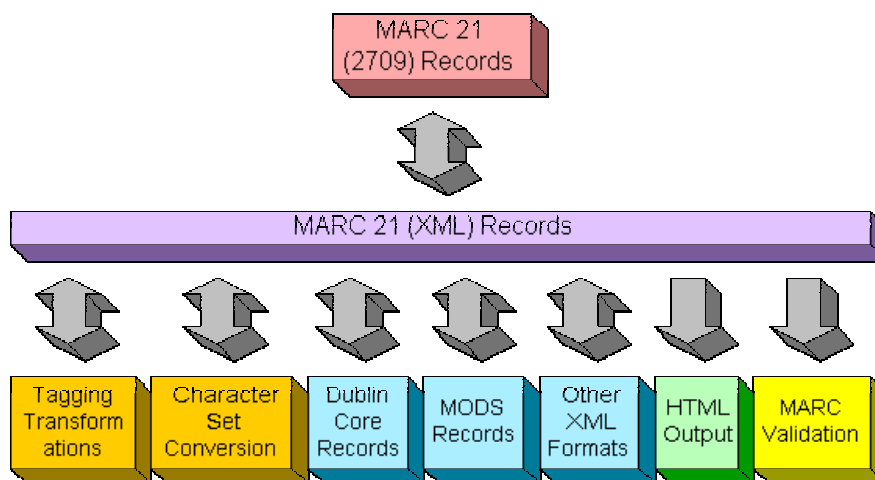 MARC 21
(2709) Records
MARC 21 (XML) Records
Tagging
Transform
ations
Character
Set
Conversion
Dublin
Core
Records
MODS
Records
Other
XML
Formats
HTML
Output
MARC
Validation